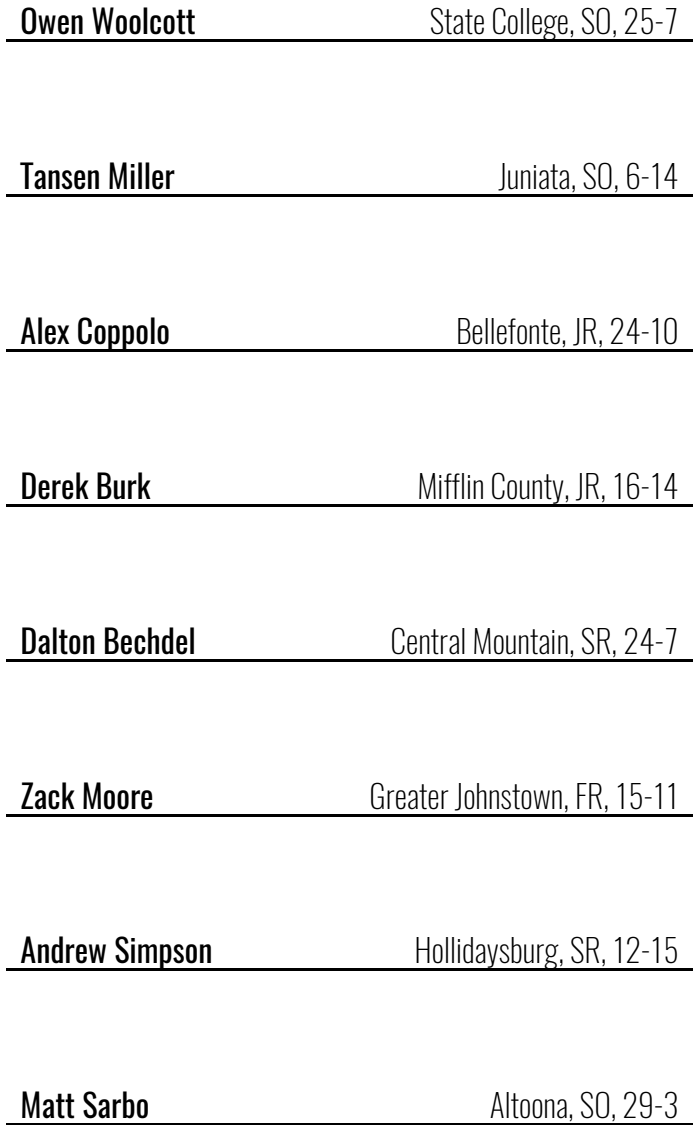 Owen Woolcott State College, SO, 25-7
Tansen Miller Juniata, SO, 6-14
Alex Coppolo Bellefonte, JR, 24-10
Derek Burk Mifflin County, JR, 16-14
Dalton Bechdel Central Mountain, SR, 24-7
Zack Moore Greater Johnstown, FR, 15-11
Andrew Simpson Hollidaysburg, SR, 12-15
Matt Sarbo Altoona, SO, 29-3